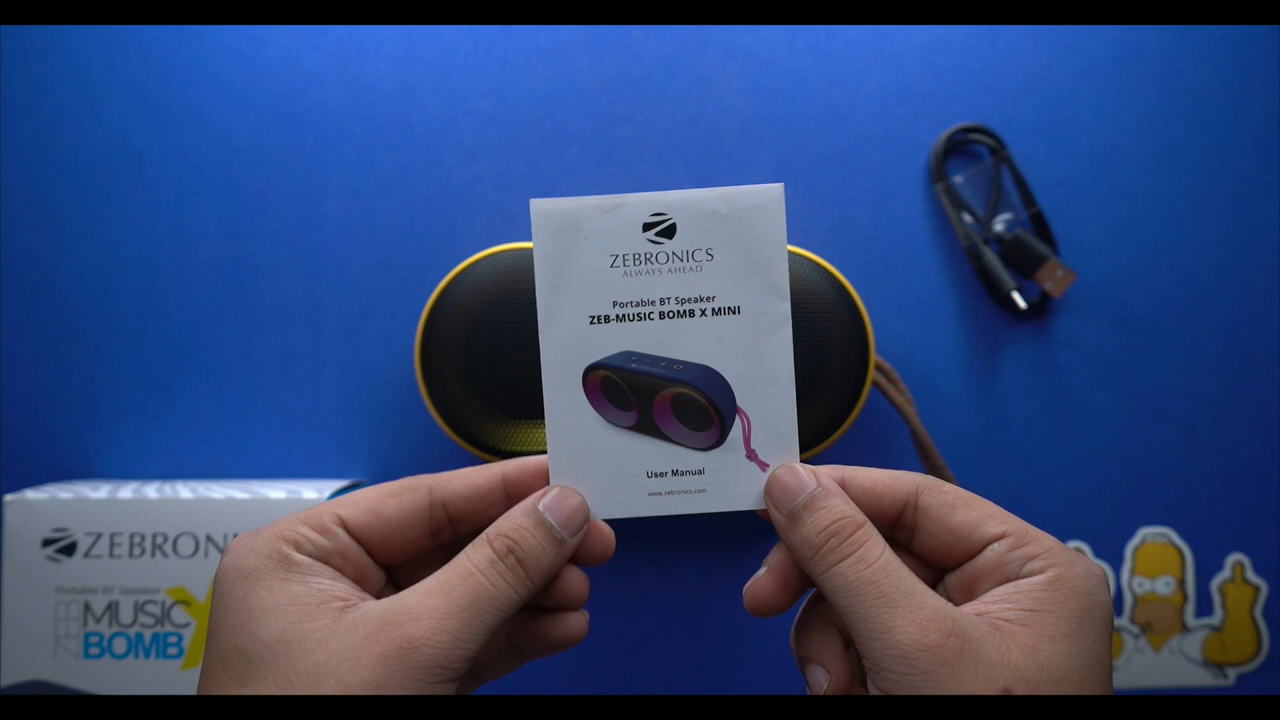 ZEBRONICS
ALWAYS AHEAD
Portable BT Speaker
ZEB-MUSIC BOMB X MINI
User Manual
www.zebronics.com
ZEBRONI
Portable BT Speaker
ZEB
MUSIC
BOMB X